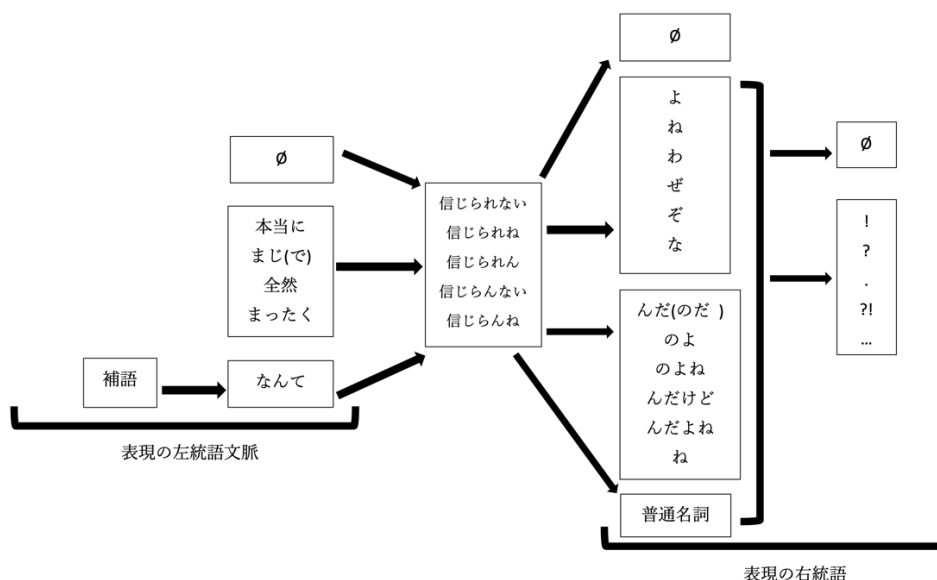 Ø
本当に
まじ(で)
全然
まったく
補語
なんて
表現の左統語文脈
信じられない
信じられね
信じられん
信じらんない
信じらんね
Ø
よ
ね
わ
ぜ
ぞ
な
んだ(のだ )
のよ
のよね
んだけど
んだよね
ね
普通名詞
Ø
!
?
.
?!
...
表現の右統語